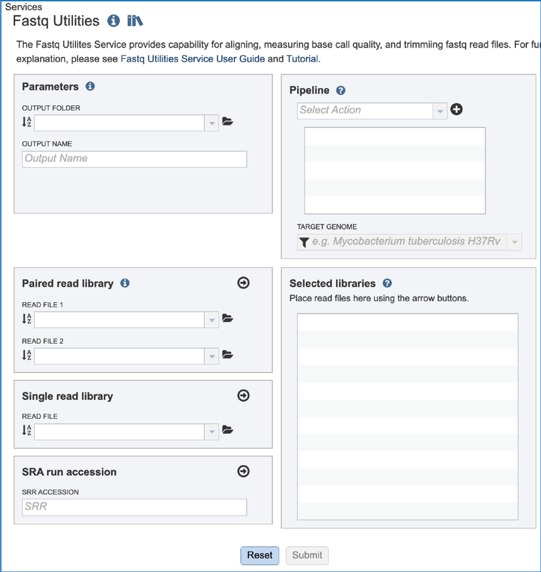 Services
Fastq Utilities
The Fastq Utilites Service provides capability for aligning, measuring base call quality, and trimmiing fastq read files. For fu
explanation, please see Fastq Utilities Service User Guide and Tutorial.
Parameters
OUTPUT FOLDER
OUTPUT NAME
Output Name
Pipeline
Select Action
TARGET GENOME
e.g. Mycobacterium tuberculosis H37Rv
Paired read library
READ FILE 1
READ FILE 2
Single read library
READ FILE
SRA run accession
SRR ACCESSION
SRR
Selected libraries
Place read files here using the arrow buttons.
Reset
Submit